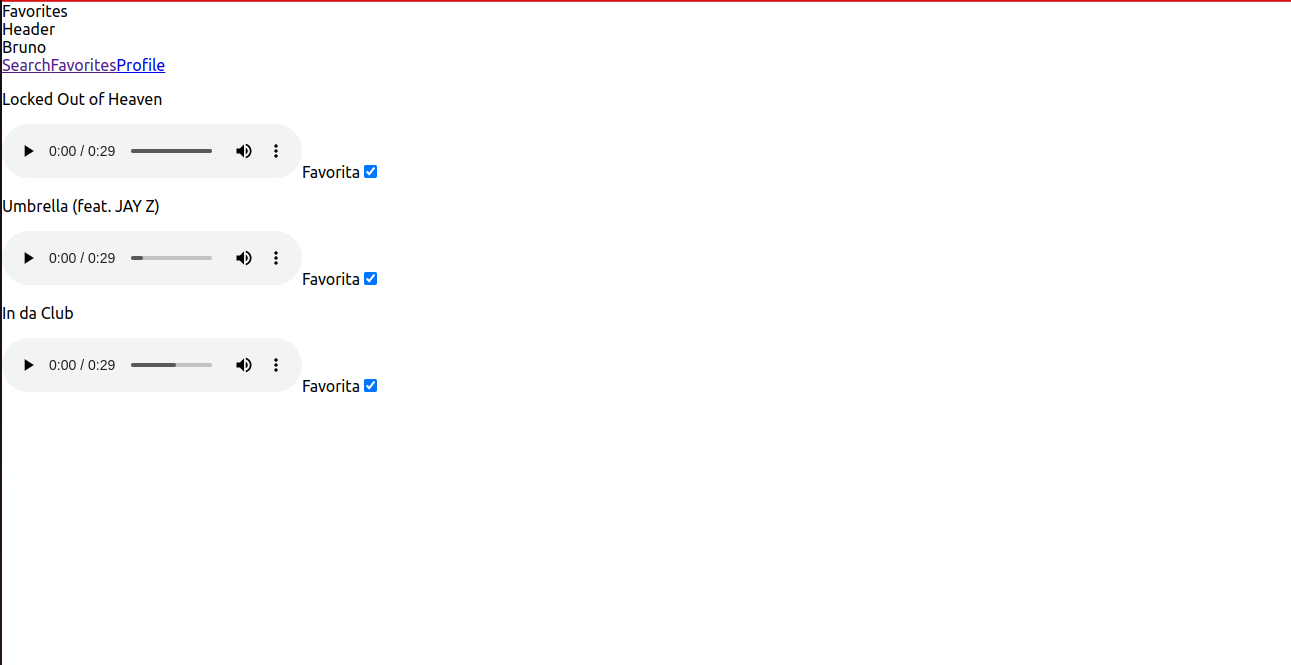 Favorites
Header
Bruno
SearchFavoritesProfile
Locked Out of Heaven
0:00 / 0:29 Favorita
Umbrella (feat. JAY Z)
0:00 / 0:29 Favorita
In da Club
0:00 / 0:29 Favorita